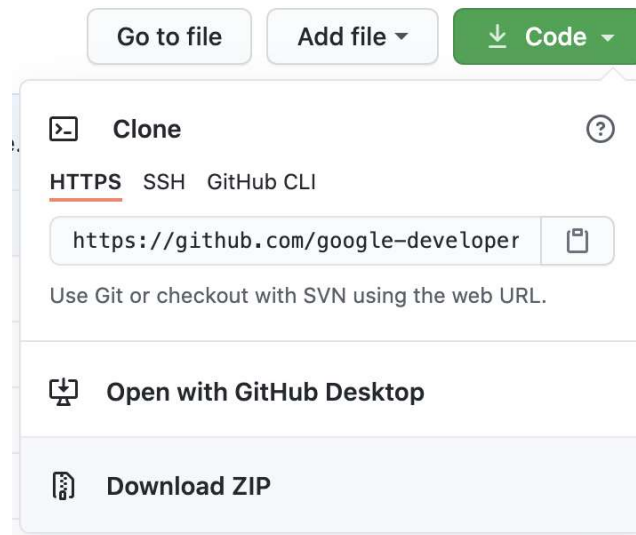 Go to file Add file Code
Clone
HTTPS SSH GitHub CLI
https://github.com/google-developer
Use Git or checkout with SVN using the web URL.
Open with GitHub Desktop
Download ZIP